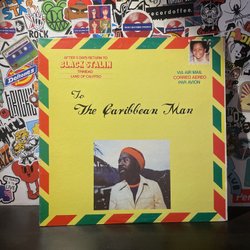 AFTER 5 DAYS RETURN TO
BLACK STALIN
TRINIDAD
LAND OF CALYPSO
VIA AIR MAIL
CORREO AEREO
PAR AVION
To
The Caribbean Man
recordoffee.